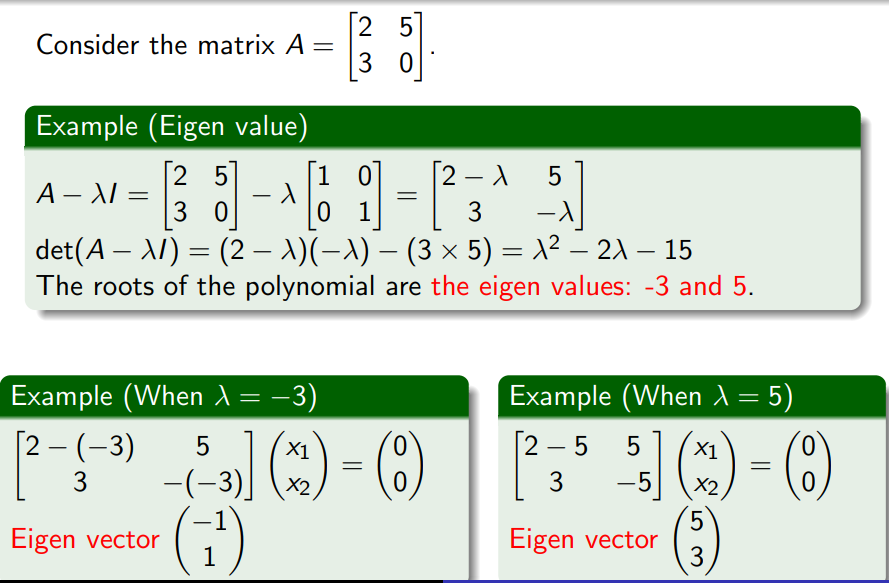 Consider the matrix A = [2 5; 3 0].
Example (Eigen value)
A − λI = [2 5; 3 0] − λ [1 0; 0 1] = [2 − λ 5; 3 −λ]
det(A − λI) = (2 − λ)(−λ) − (3 × 5) = λ² − 2λ − 15
The roots of the polynomial are the eigen values: -3 and 5.
Example (When λ = −3)
[2 − (−3) 5; 3 −(−3)] (x₁; x₂) = (0; 0)
Eigen vector (−1; 1)
Example (When λ = 5)
[2 − 5 5; 3 −5] (x₁; x₂) = (0; 0)
Eigen vector (5; 3)